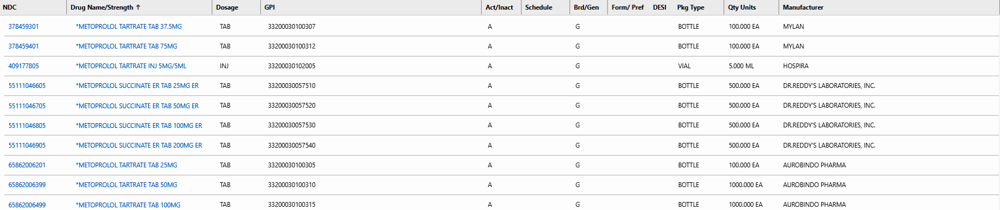 NDC Drug Name/Strength ↑ Dosage GPI Act/Inact Schedule Brd/Gen Form/ Pref DESI Pkg Type Qty Units Manufacturer
378459301 *METOPROLOL TARTRATE TAB 37.5MG TAB 33200030100307 A G BOTTLE 100.000 EA MYLAN
378459401 *METOPROLOL TARTRATE TAB 75MG TAB 33200030100312 A G BOTTLE 100.000 EA MYLAN
409177805 *METOPROLOL TARTRATE INJ 5MG/5ML INJ 33200030102005 A G VIAL 5.000 ML HOSPIRA
55111046605 *METOPROLOL SUCCINATE ER TAB 25MG ER TAB 33200030057510 A G BOTTLE 500.000 EA DR.REDDY'S LABORATORIES, INC.
55111046705 *METOPROLOL SUCCINATE ER TAB 50MG ER TAB 33200030057520 A G BOTTLE 500.000 EA DR.REDDY'S LABORATORIES, INC.
55111046805 *METOPROLOL SUCCINATE ER TAB 100MG ER TAB 33200030057530 A G BOTTLE 500.000 EA DR.REDDY'S LABORATORIES, INC.
55111046905 *METOPROLOL SUCCINATE ER TAB 200MG ER TAB 33200030057540 A G BOTTLE 500.000 EA DR.REDDY'S LABORATORIES, INC.
65862006201 *METOPROLOL TARTRATE TAB 25MG TAB 33200030100305 A G BOTTLE 100.000 EA AUROBINDO PHARMA
65862006399 *METOPROLOL TARTRATE TAB 50MG TAB 33200030100310 A G BOTTLE 1000.000 EA AUROBINDO PHARMA
65862006499 *METOPROLOL TARTRATE TAB 100MG TAB 33200030100315 A G BOTTLE 1000.000 EA AUROBINDO PHARMA